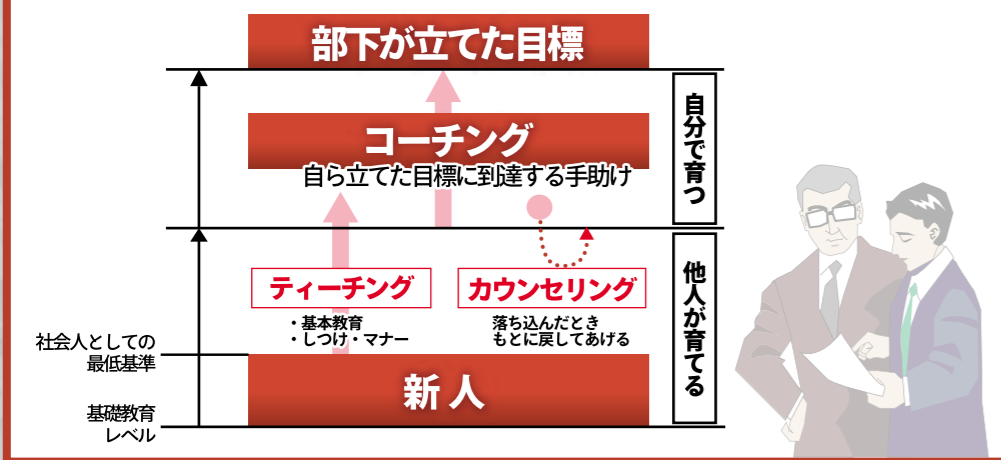 部下が立てた目標
コーチング
自ら立てた目標に到達する手助け
自分で育つ
ティーチング
・基本教育
・しつけ・マナー
カウンセリング
落ち込んだとき
もとに戻してあげる
他人が育てる
社会人としての
最低基準
新人
基礎教育
レベル